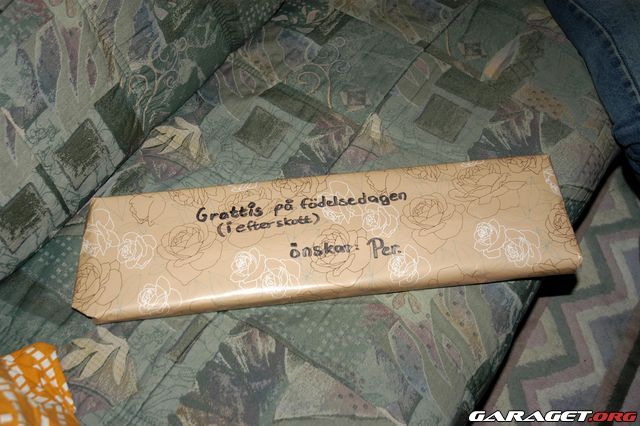 Grattis på födelsedagen
(i efterskott)
önskar: Per.
GARAGET.ORG